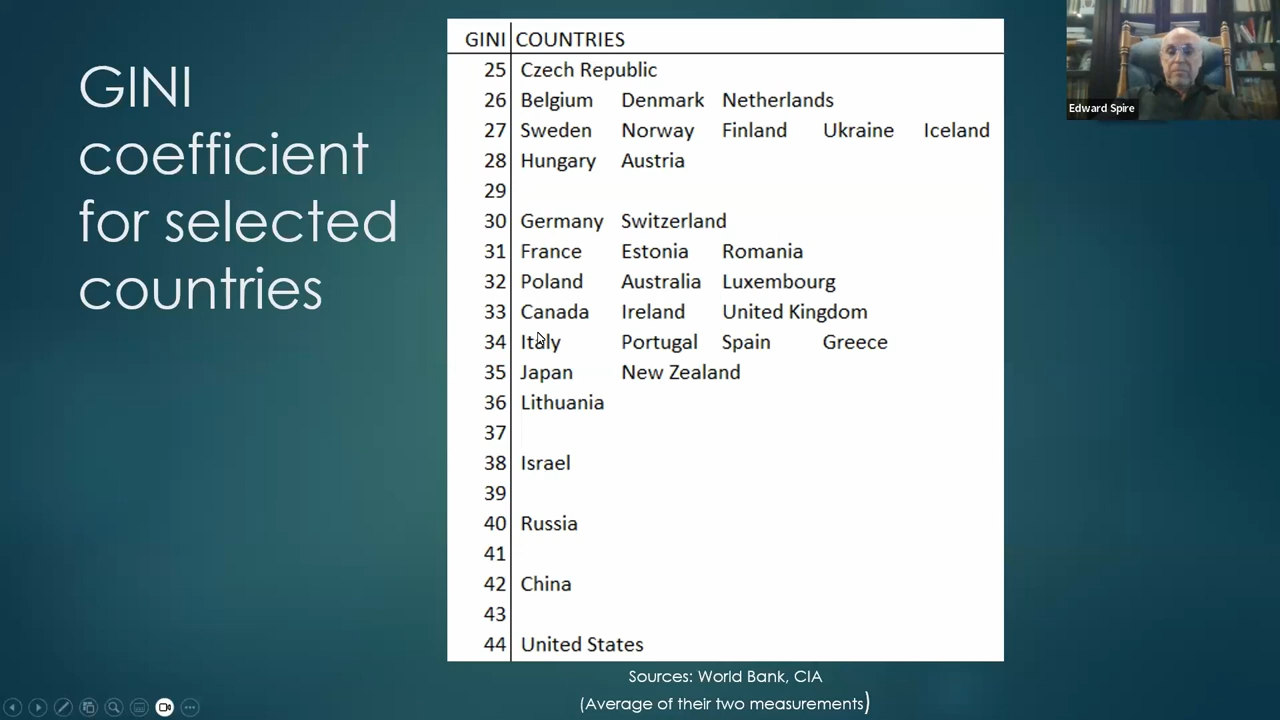 GINI
coefficient
for selected
countries
GINI COUNTRIES
25 Czech Republic
26 Belgium Denmark Netherlands
27 Sweden Norway Finland Ukraine Iceland
28 Hungary Austria
29
30 Germany Switzerland
31 France Estonia Romania
32 Poland Australia Luxembourg
33 Canada Ireland United Kingdom
34 Italy Portugal Spain Greece
35 Japan New Zealand
36 Lithuania
37
38 Israel
39
40 Russia
41
42 China
43
44 United States
Sources: World Bank, CIA
(Average of their two measurements)
Edward Spire